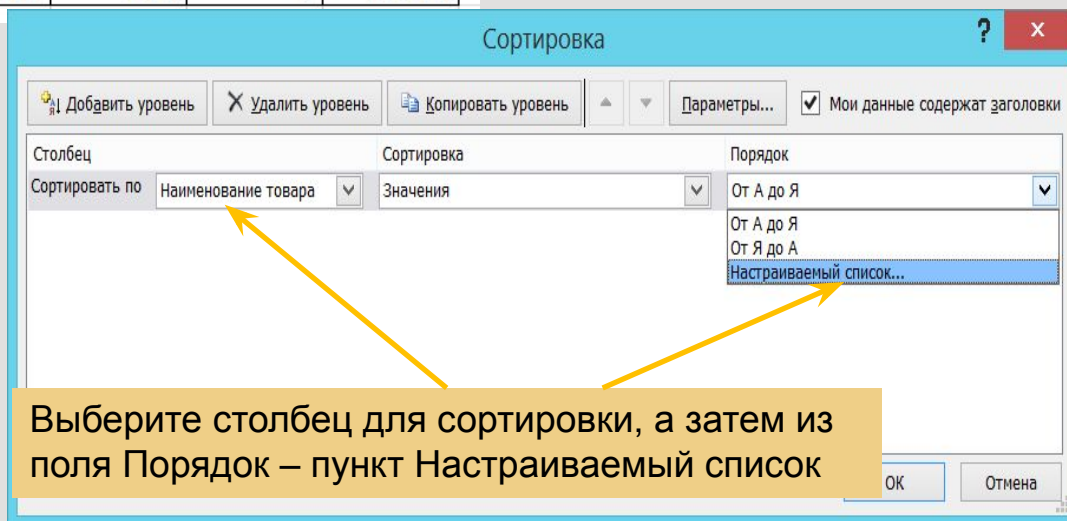 Сортировка ? x
Добавить уровень Удалить уровень Копировать уровень Параметры... Мои данные содержат заголовки
Столбец Сортировка Порядок
Сортировать по Наименование товара Значения От А до Я
От А до Я
От Я до А
Настраиваемый список...
Выберите столбец для сортировки, а затем из
поля Порядок – пункт Настраиваемый список
ОК Отмена